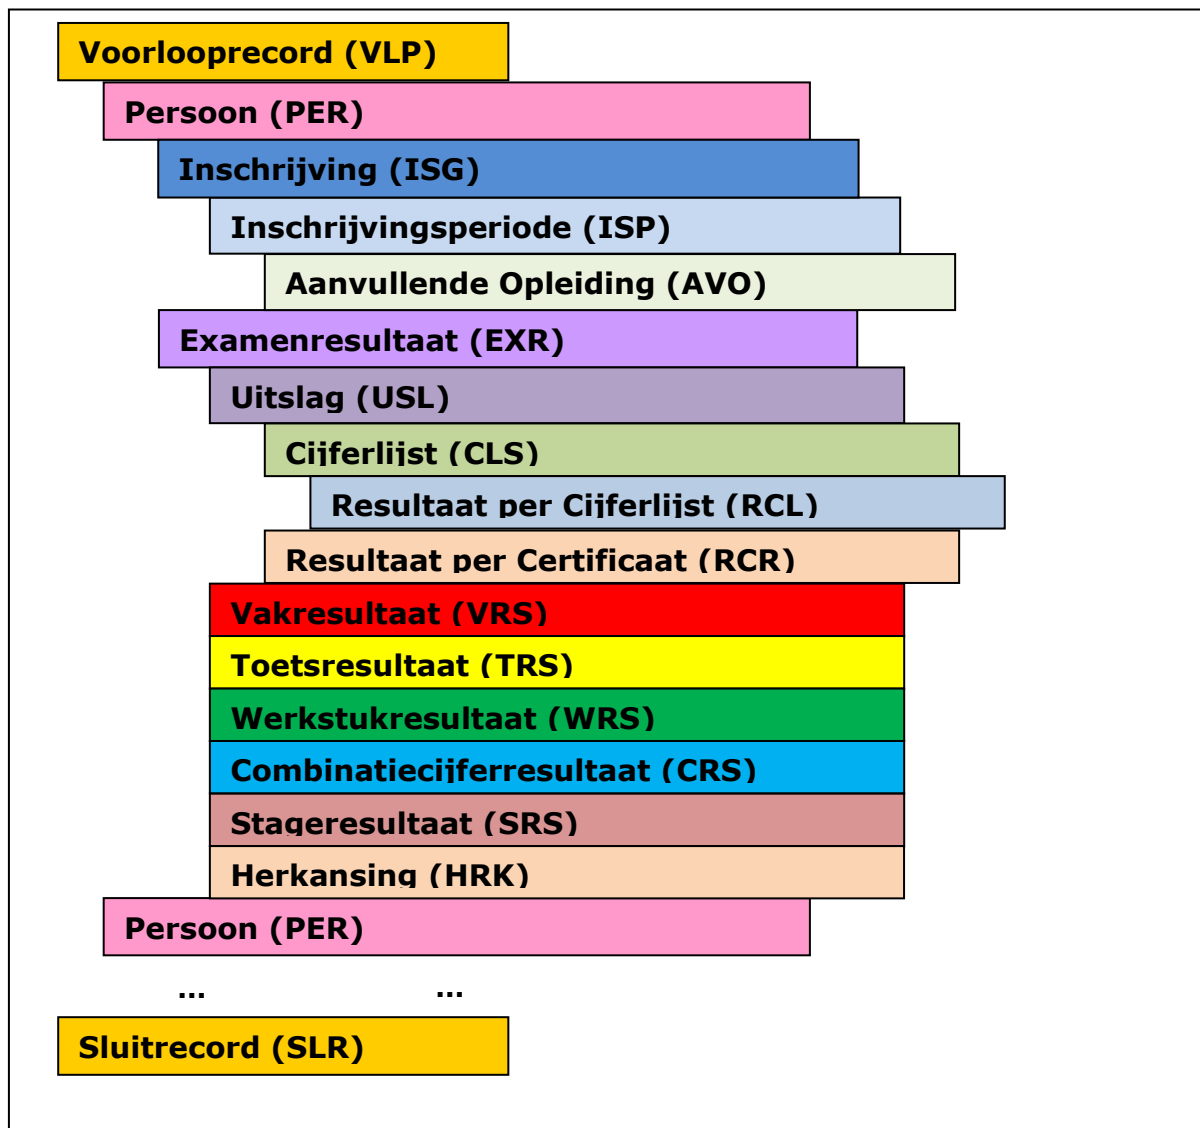 Voorlooprecord (VLP)
Persoon (PER)
Inschrijving (ISG)
Inschrijvingsperiode (ISP)
Aanvullende Opleiding (AVO)
Examenresultaat (EXR)
Uitslag (USL)
Cijferlijst (CLS)
Resultaat per Cijferlijst (RCL)
Resultaat per Certificaat (RCR)
Vakresultaat (VRS)
Toetsresultaat (TRS)
Werkstukresultaat (WRS)
Combinatiecijferresultaat (CRS)
Stageresultaat (SRS)
Herkansing (HRK)
Persoon (PER)
... ...
Sluitrecord (SLR)